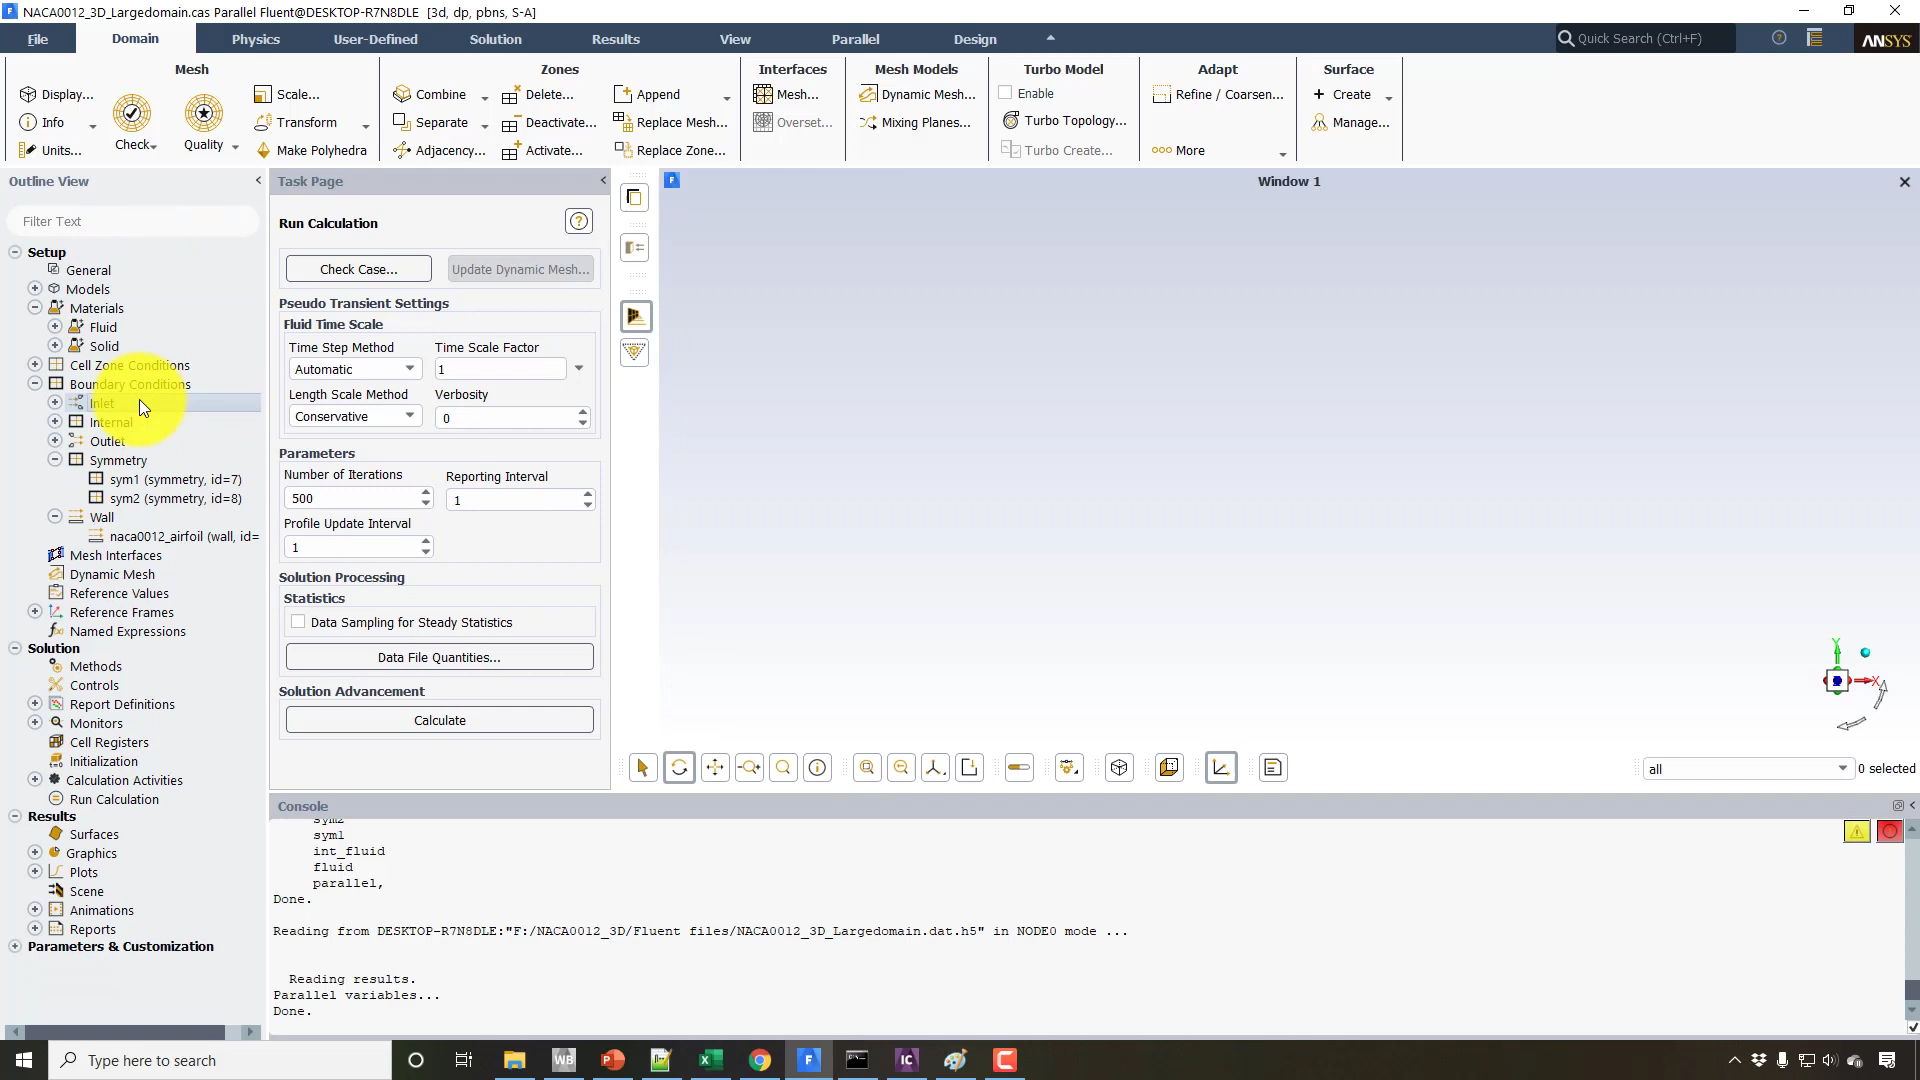 NACA0012_3D_Largedomain.cas Parallel Fluent@DESKTOP-R7N8DLE [3d, dp, pbns, S-A]
File Domain Physics User-Defined Solution Results View Parallel Design Quick Search (Ctrl+F) ANSYS
Mesh Zones Interfaces Mesh Models Turbo Model Adapt Surface
Display... Scale... Combine Delete... Append Mesh... Dynamic Mesh... Enable Refine / Coarsen... Create
Info Transform Separate Deactivate... Replace Mesh... Overset... Mixing Planes... Turbo Topology... Manage...
Units... Check Quality Make Polyhedra Adjacency... Activate... Replace Zone... Turbo Create... More
Outline View
Filter Text
Setup
General
Models
Materials
Fluid
Solid
Cell Zone Conditions
Boundary Conditions
Inlet
Internal
Outlet
Symmetry
sym1 (symmetry, id=7)
sym2 (symmetry, id=8)
Wall
naca0012_airfoil (wall, id=
Mesh Interfaces
Dynamic Mesh
Reference Values
Reference Frames
Named Expressions
Solution
Methods
Controls
Report Definitions
Monitors
Cell Registers
Initialization
Calculation Activities
Run Calculation
Results
Surfaces
Graphics
Plots
Scene
Animations
Reports
Parameters & Customization
Task Page
Run Calculation
Check Case... Update Dynamic Mesh...
Pseudo Transient Settings
Fluid Time Scale
Time Step Method Time Scale Factor
Automatic 1
Length Scale Method Verbosity
Conservative 0
Parameters
Number of Iterations Reporting Interval
500 1
Profile Update Interval
1
Solution Processing
Statistics
Data Sampling for Steady Statistics
Data File Quantities...
Solution Advancement
Calculate
Window 1
Y
X
all 0 selected
Console
sym2
sym1
int_fluid
fluid
parallel,
Done.
Reading from DESKTOP-R7N8DLE:"F:/NACA0012_3D/Fluent files/NACA0012_3D_Largedomain.dat.h5" in NODE0 mode ...
Reading results.
Parallel variables...
Done.
Type here to search